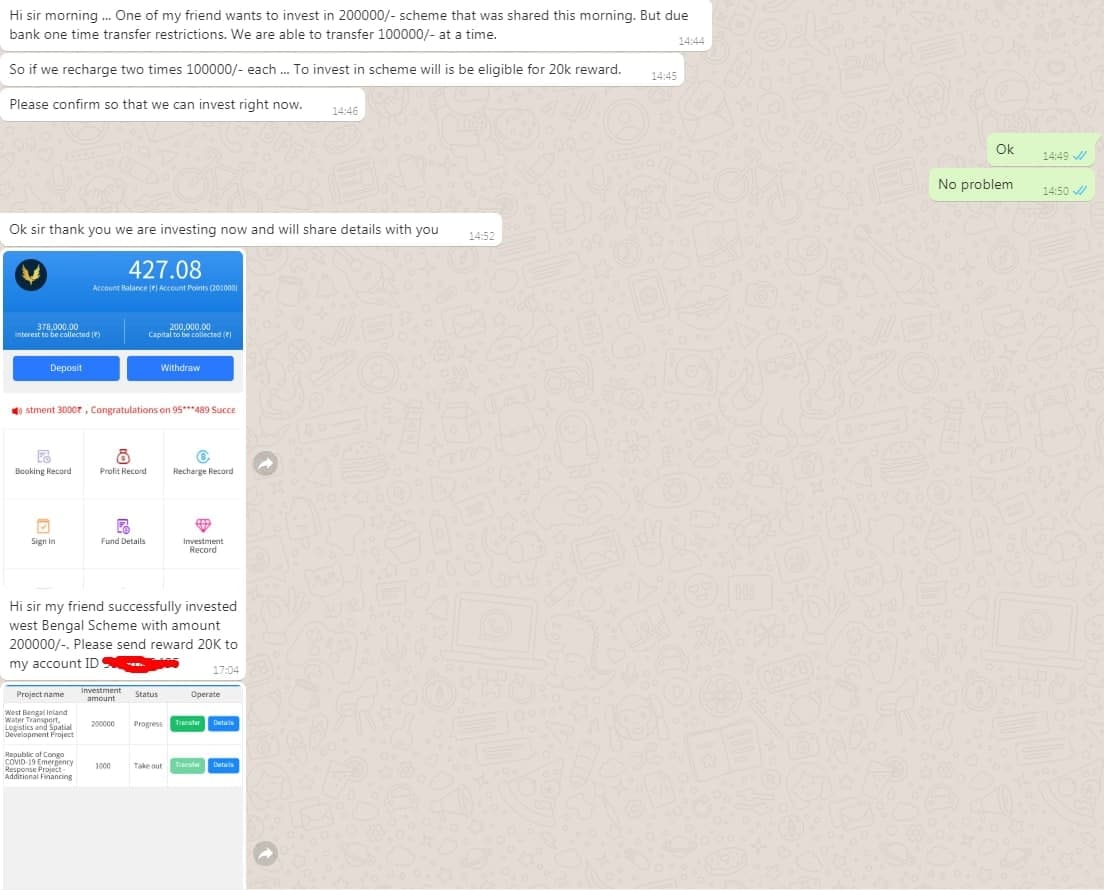 Hi sir morning ... One of my friend wants to invest in 200000/- scheme that was shared this morning. But due
bank one time transfer restrictions. We are able to transfer 100000/- at a time.
14:44
So if we recharge two times 100000/- each ... To invest in scheme will is be eligible for 20k reward.
14:45
Please confirm so that we can invest right now.
14:46
Ok
14:49
No problem
14:50
Ok sir thank you we are investing now and will share details with you
14:52
427.08
Account Balance (₹) Account Points (201000)
378,000.00
Interest to be collected (₹)
200,000.00
Capital to be collected (₹)
Deposit
Withdraw
stment 3000₹ , Congratulations on 95***489 Succe
Booking Record
Profit Record
Recharge Record
Sign In
Fund Details
Investment
Record
Hi sir my friend successfully invested
west Bengal Scheme with amount
200000/-. Please send reward 20K to
my account ID
17:04
Project name
Investment
amount
Status
Operate
West Bengal Inland
Water Transport,
Logistics and Spatial
Development Project
200000
Progress
Transfer
Details
Republic of Congo
COVID-19 Emergency
Response Project -
Additional Financing
1000
Take out
Transfer
Details